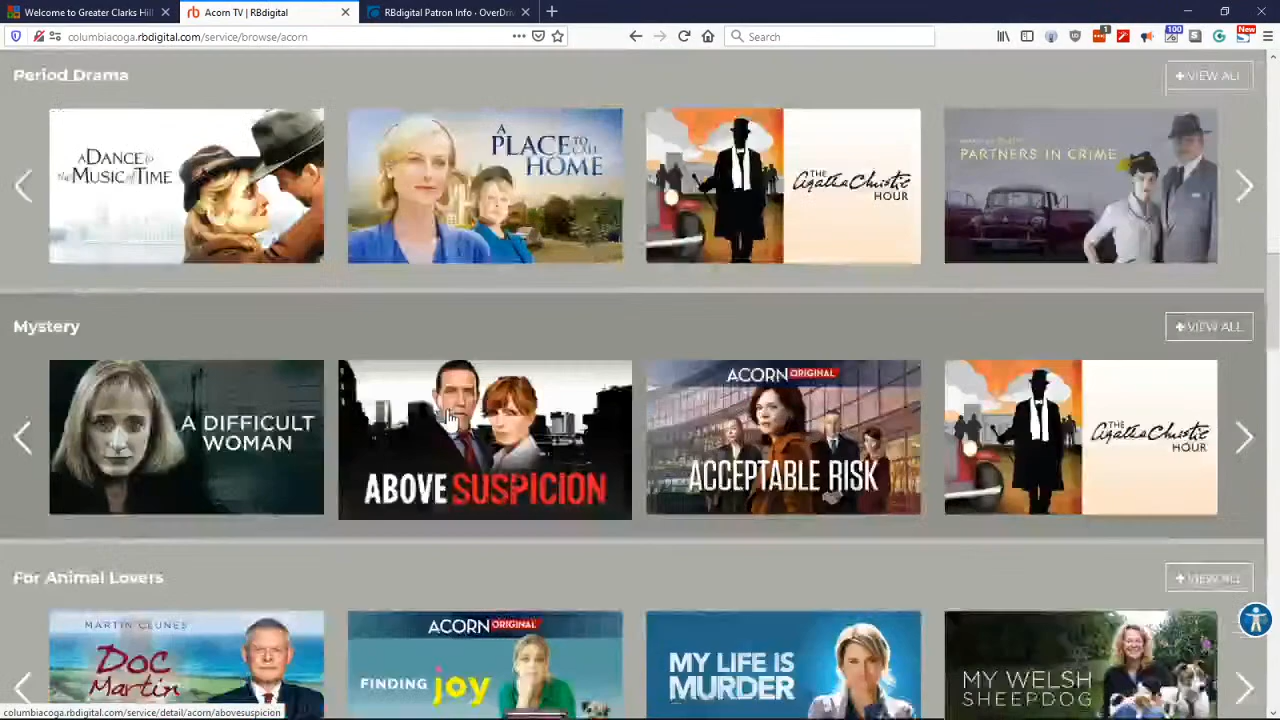 Welcome to Greater Clarks Hill
Acorn TV | RBdigital
RBdigital Patron Info · OverDri
columbiacoga.rbdigital.com/service/browse/acorn
Search
1
100
New
Period Drama
+ VIEW ALL
A DANCE to
the MUSIC of TIME
A PLACE TO CALL
HOME
THE
Agatha Christie
HOUR
PARTNERS IN CRIME
Mystery
+ VIEW ALL
A DIFFICULT
WOMAN
ABOVE SUSPICION
ACORN ORIGINAL
ACCEPTABLE RISK
THE
Agatha Christie
HOUR
For Animal Lovers
+ VIEW ALL
MARTIN CLUNES
DOC
Martin
ACORN ORIGINAL
FINDING joy
MY LIFE IS
MURDER
MY WELSH
SHEEPDOG
columbiacoga.rbdigital.com/service/detail/acorn/abovesuspicion